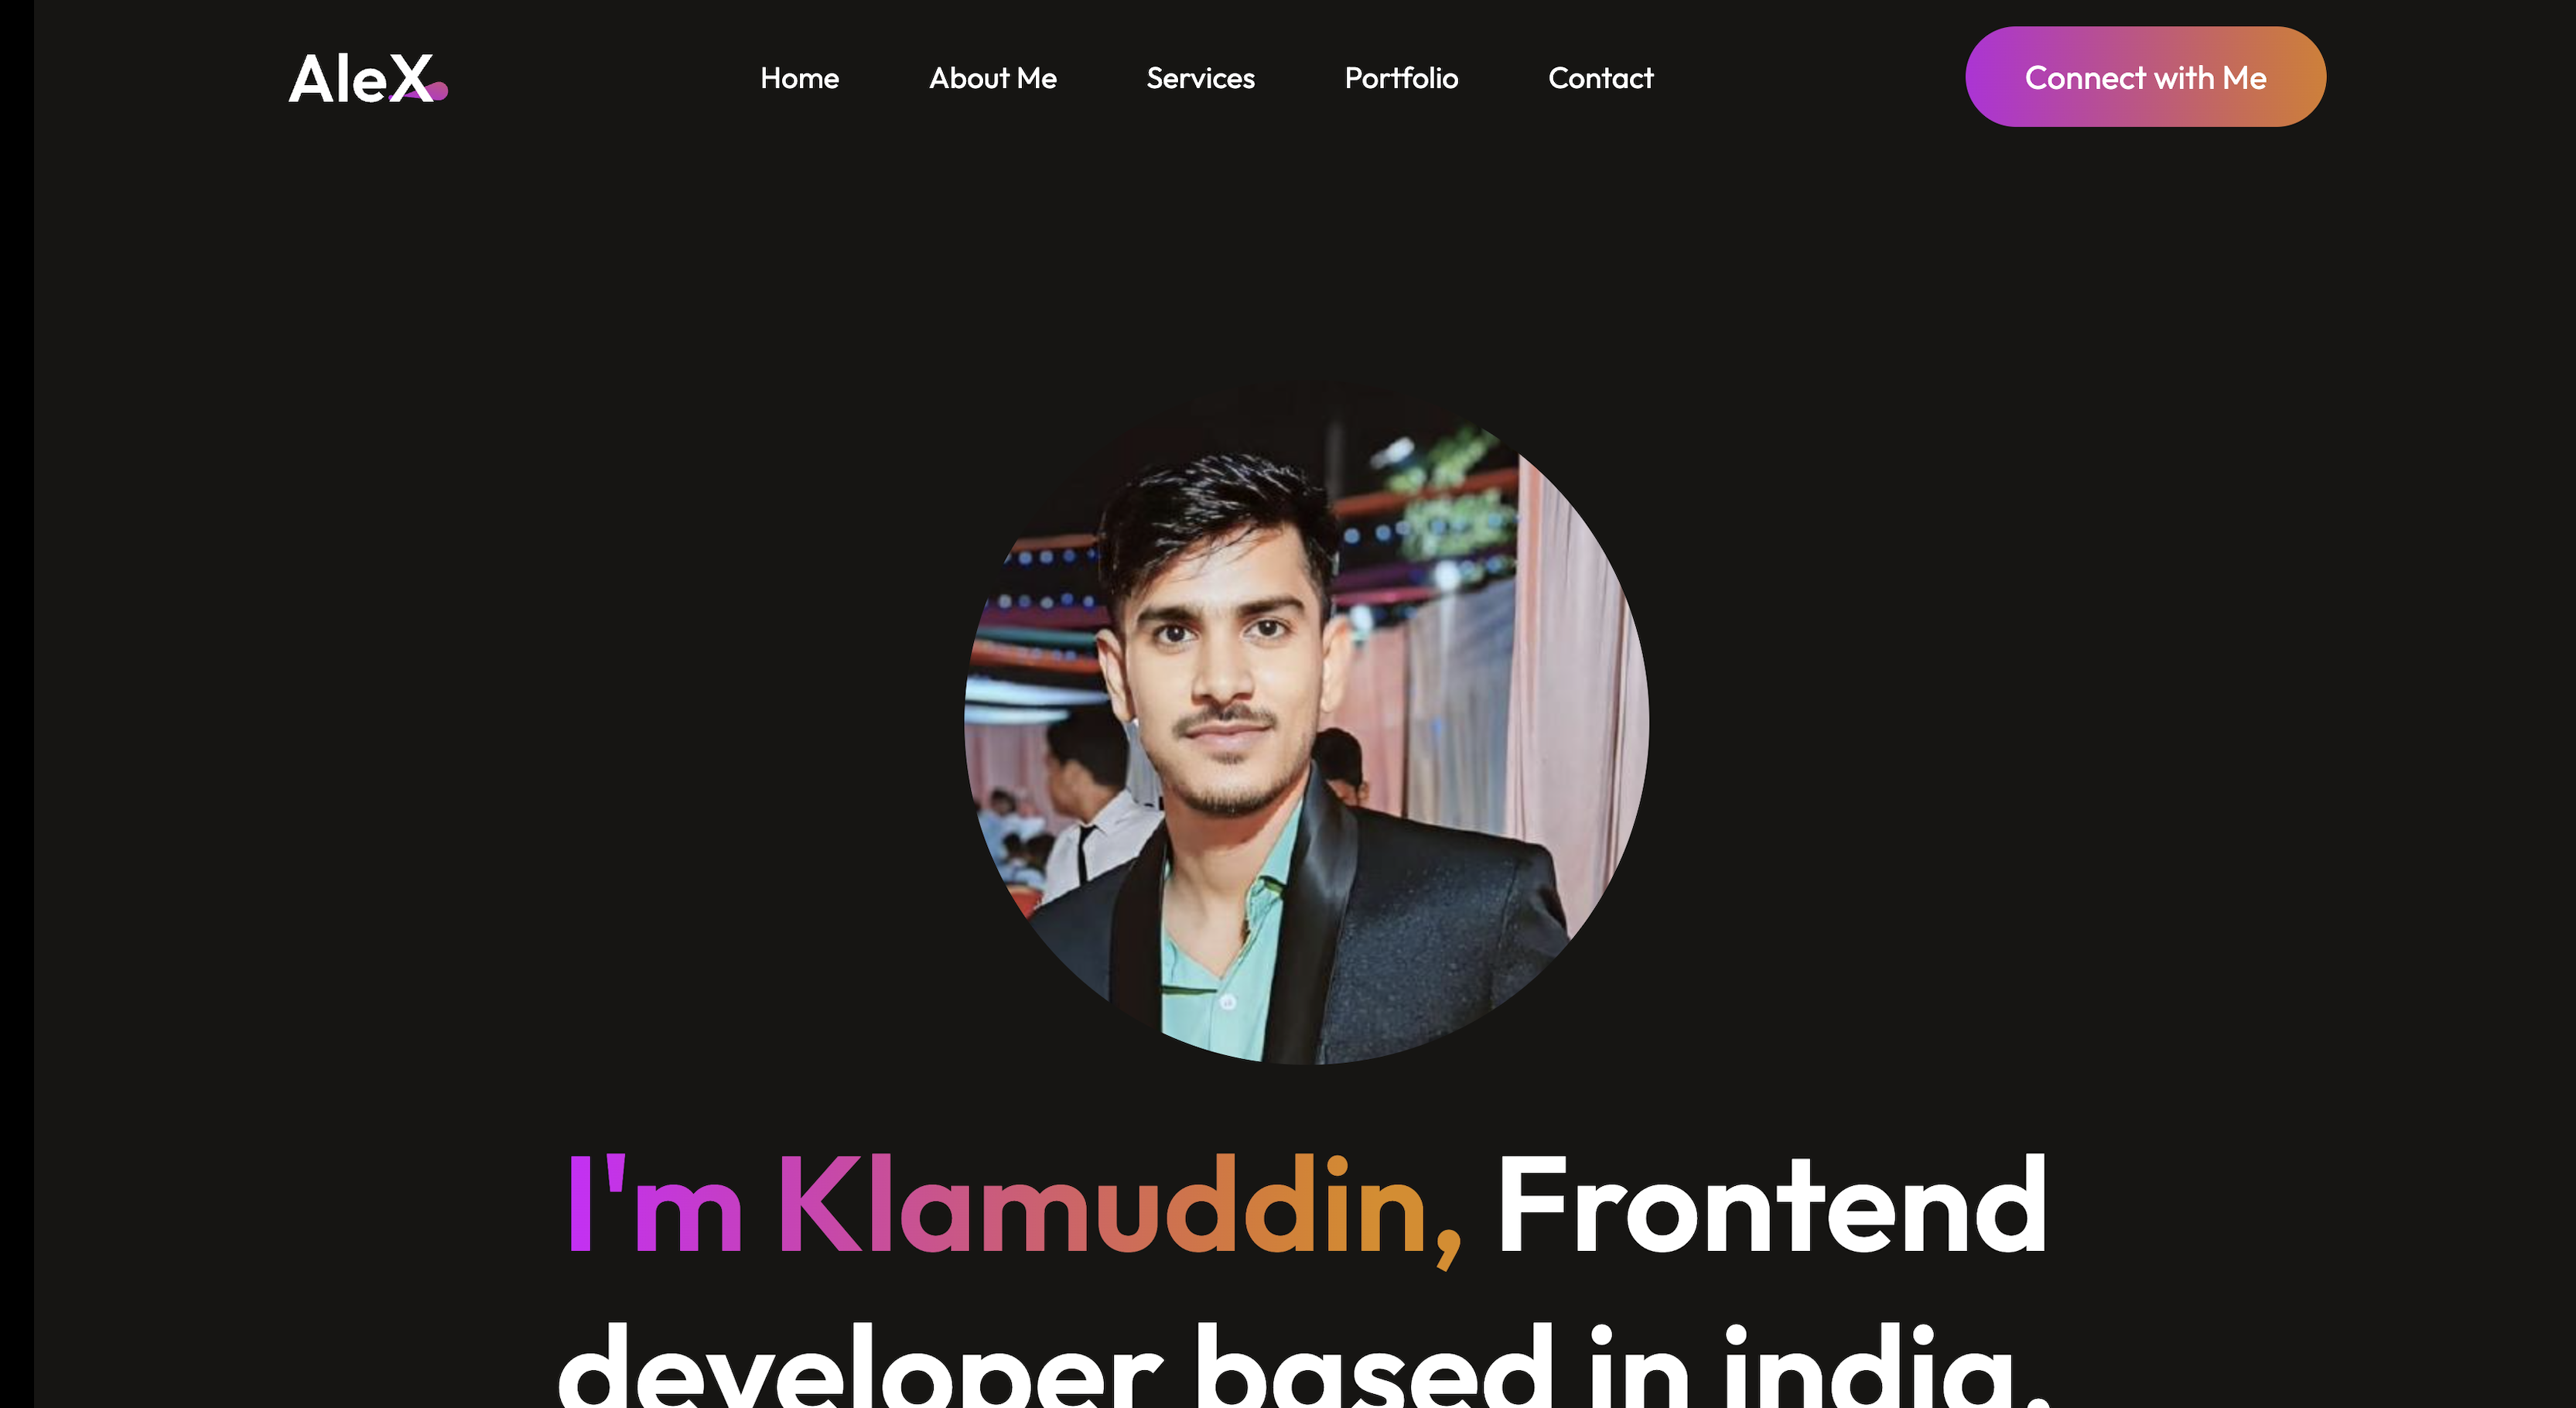 AleX
Home About Me Services Portfolio Contact Connect with Me
I'm Klamuddin, Frontend
developer based in india.